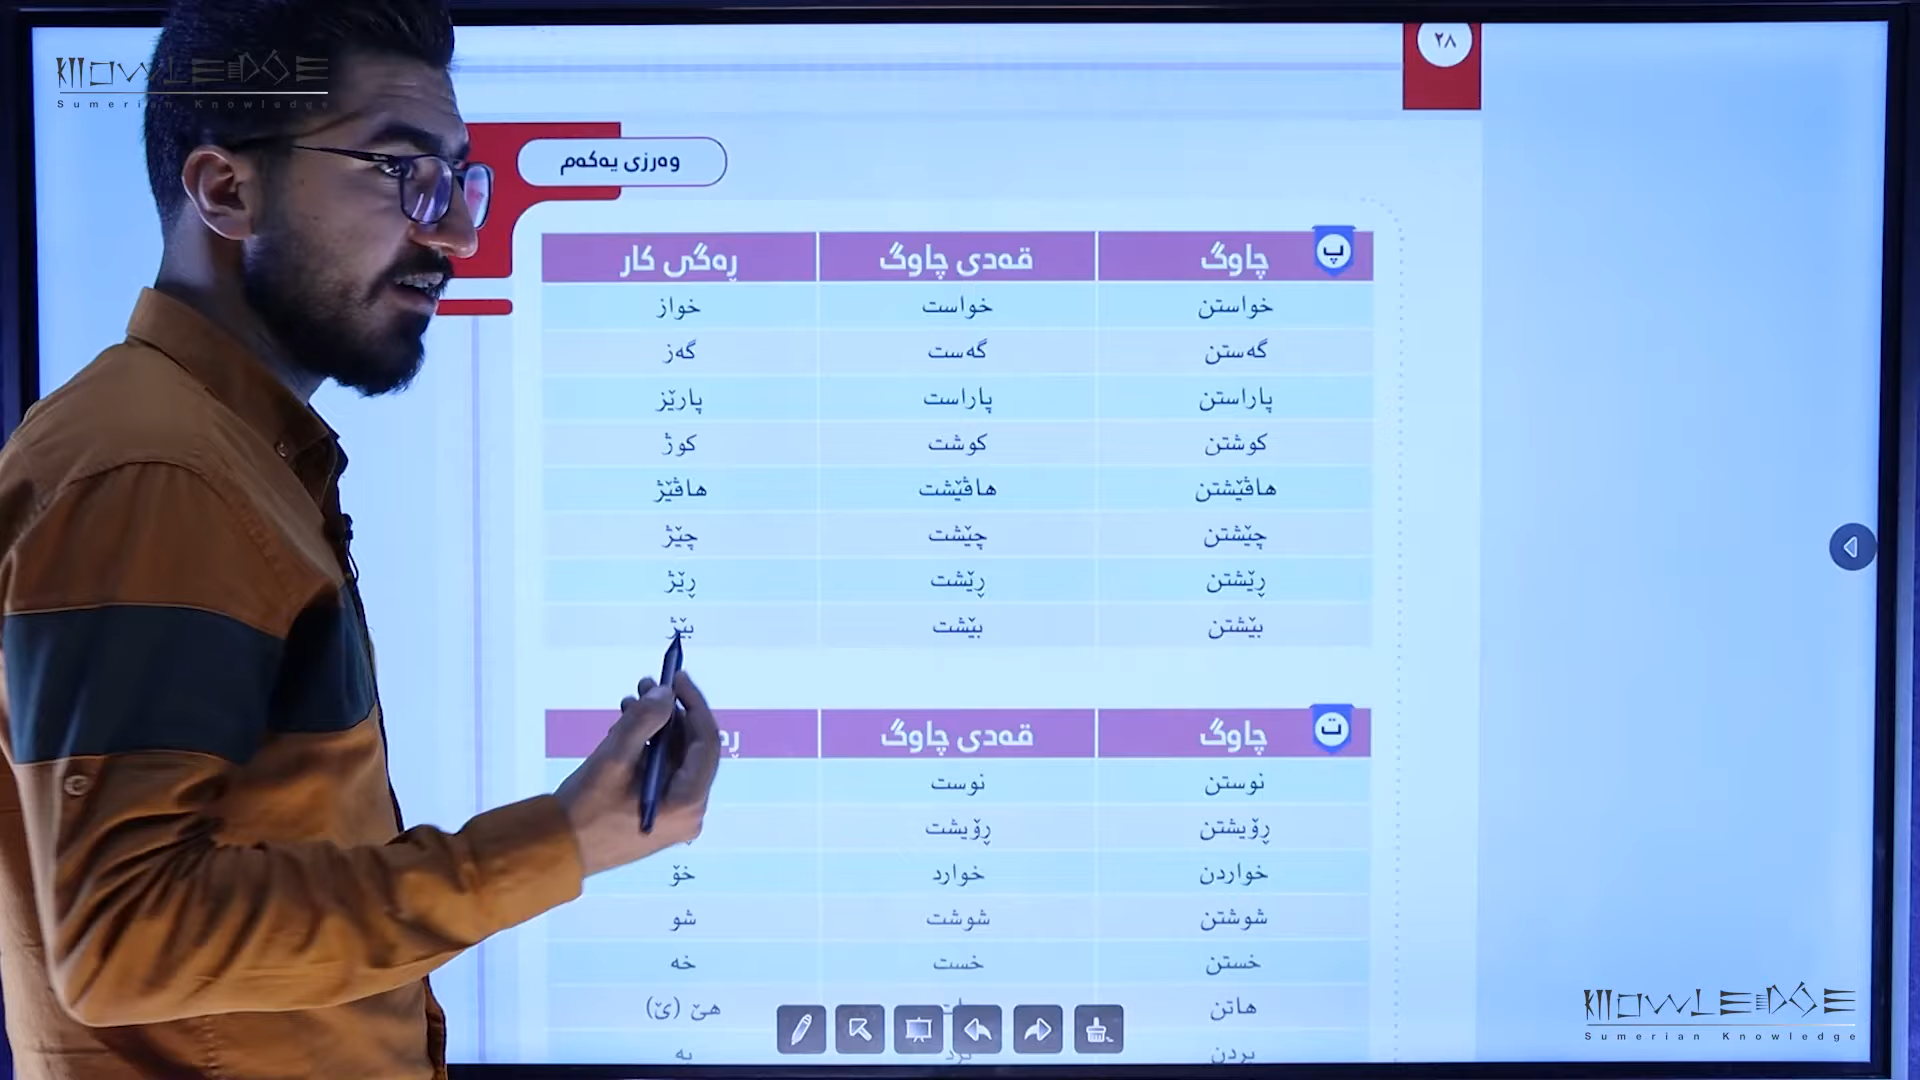 KNOWLEDGE
Sumerian Knowledge
٢٨
وەرزی یەکەم
پ
چاوگ قەدی چاوگ ڕەگی کار
خواستن خواست خواز
گەستن گەست گەز
پاراستن پاراست پارێز
کوشتن کوشت کوژ
هاڤێشتن هاڤێشت هاڤێژ
چێشتن چێشت چێژ
ڕێشتن ڕێشت ڕێژ
بێشتن بێشت بێژ
ت
چاوگ قەدی چاوگ
نوستن نوست
ڕۆیشتن ڕۆیشت
خواردن خوارد خۆ
شوشتن شوشت شو
خستن خست خە
هاتن هێ (ێ)
بردن برد بە
KNOWLEDGE
Sumerian Knowledge